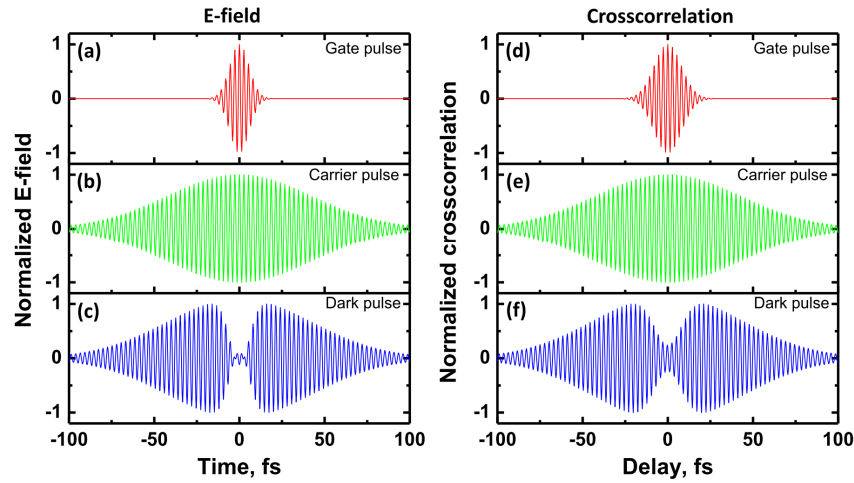 E-field
Crosscorrelation
Normalized E-field
(a)
Gate pulse
1
0
-1
(b)
Carrier pulse
1
0
-1
(c)
Dark pulse
1
0
-1
-100
-50
0
50
100
Time, fs
Normalized crosscorrelation
(d)
Gate pulse
1
0
-1
(e)
Carrier pulse
1
0
-1
(f)
Dark pulse
1
0
-1
-100
-50
0
50
100
Delay, fs